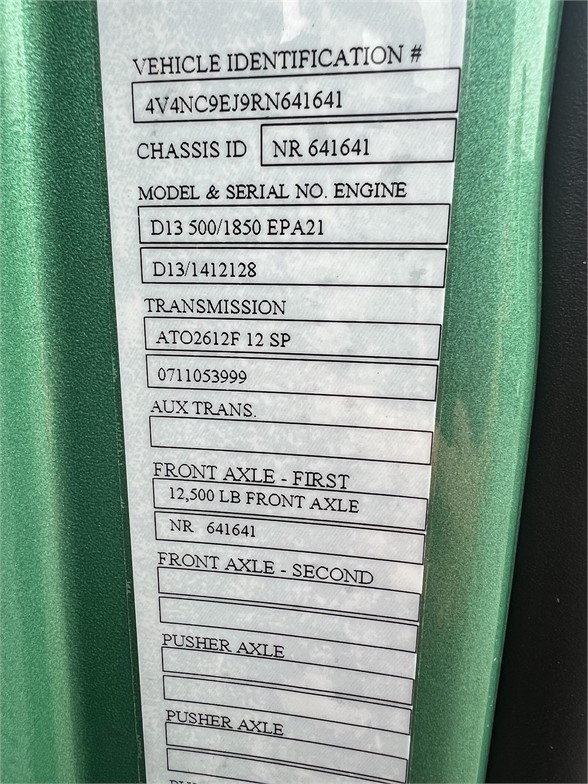 VEHICLE IDENTIFICATION #
4V4NC9EJ9RN641641
CHASSIS ID NR 641641
MODEL & SERIAL NO. ENGINE
D13 500/1850 EPA21
D13/1412128
TRANSMISSION
ATO2612F 12 SP
0711053999
AUX TRANS.
FRONT AXLE - FIRST
12,500 LB FRONT AXLE
NR 641641
FRONT AXLE - SECOND
PUSHER AXLE
PUSHER AXLE